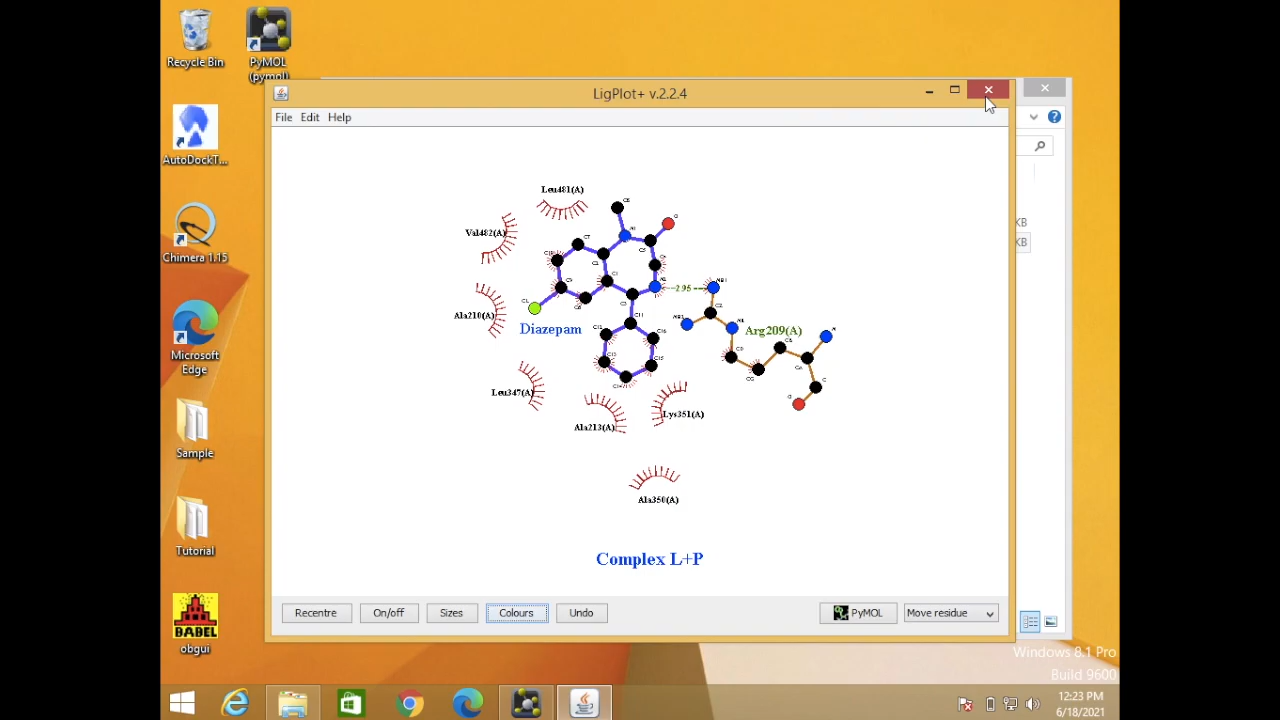 Recycle Bin
PyMOL
(pymol)
AutoDockT...
Chimera 1.15
Microsoft
Edge
Sample
Tutorial
BABEL
obgui
LigPlot+ v.2.2.4
File Edit Help
Leu481(A)
Val482(A)
Ala210(A)
2.95
Diazepam
Arg209(A)
Leu347(A)
Lys351(A)
Ala213(A)
Ala350(A)
Complex L+P
Recentre On/off Sizes Colours Undo PyMOL Move residue
KB
KB
Windows 8.1 Pro
Build 9600
12:23 PM
6/18/2021